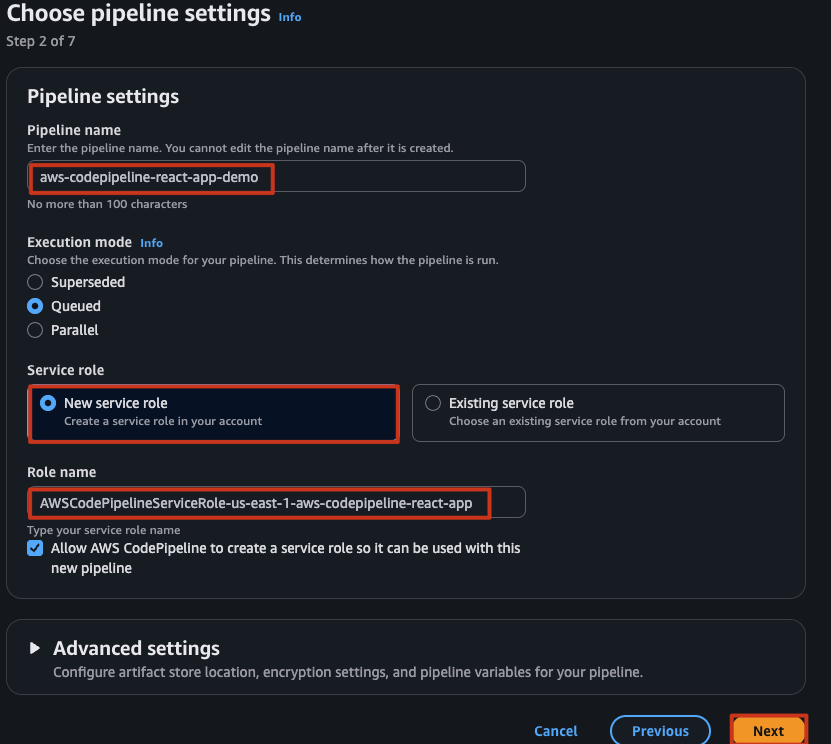 Choose pipeline settings Info
Step 2 of 7
Pipeline settings
Pipeline name
Enter the pipeline name. You cannot edit the pipeline name after it is created.
aws-codepipeline-react-app-demo
No more than 100 characters
Execution mode Info
Choose the execution mode for your pipeline. This determines how the pipeline is run.
Superseded
Queued
Parallel
Service role
New service role
Create a service role in your account
Existing service role
Choose an existing service role from your account
Role name
AWSCodePipelineServiceRole-us-east-1-aws-codepipeline-react-app
Type your service role name
Allow AWS CodePipeline to create a service role so it can be used with this
new pipeline
Advanced settings
Configure artifact store location, encryption settings, and pipeline variables for your pipeline.
Cancel Previous Next